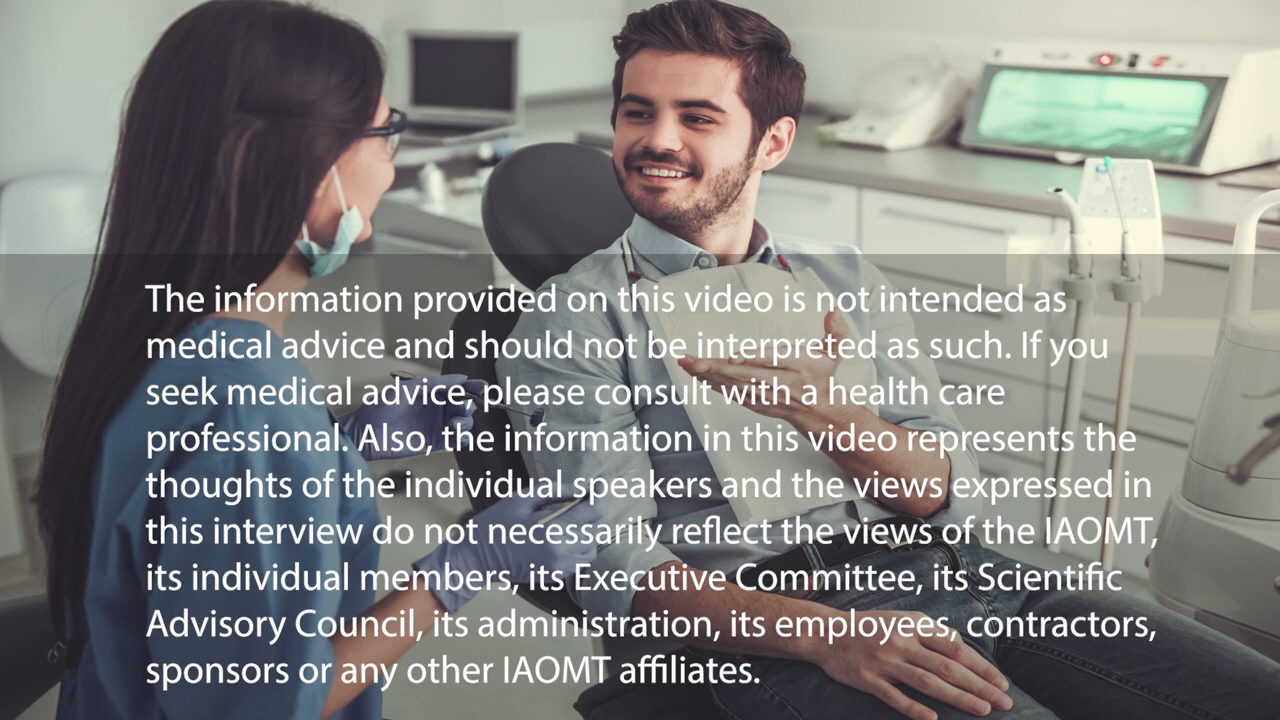 The information provided on this video is not intended as
medical advice and should not be interpreted as such. If you
seek medical advice, please consult with a health care
professional. Also, the information in this video represents the
thoughts of the individual speakers and the views expressed in
this interview do not necessarily reflect the views of the IAOMT,
its individual members, its Executive Committee, its Scientific
Advisory Council, its administration, its employees, contractors,
sponsors or any other IAOMT affiliates.